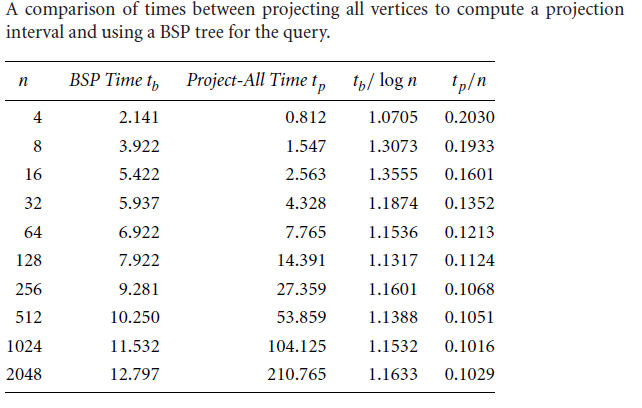 A comparison of times between projecting all vertices to compute a projection
interval and using a BSP tree for the query.
n BSP Time tb Project-All Time tp tb/ log n tp/n
4 2.141 0.812 1.0705 0.2030
8 3.922 1.547 1.3073 0.1933
16 5.422 2.563 1.3555 0.1601
32 5.937 4.328 1.1874 0.1352
64 6.922 7.765 1.1536 0.1213
128 7.922 14.391 1.1317 0.1124
256 9.281 27.359 1.1601 0.1068
512 10.250 53.859 1.1388 0.1051
1024 11.532 104.125 1.1532 0.1016
2048 12.797 210.765 1.1633 0.1029